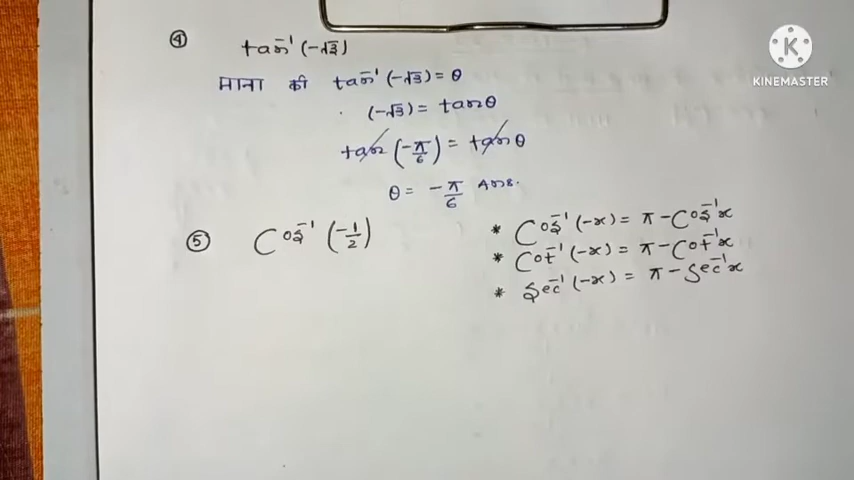 ④ tan⁻¹ (-√3)
माना की tan⁻¹ (-√3) = θ
(-√3) = tanθ
tan (-π/6) = tan θ
θ = -π/6 Ans.
⑤ Cos⁻¹ (-1/2)
* Cos⁻¹ (-x) = π - Cos⁻¹x
* Cot⁻¹ (-x) = π - Cot⁻¹x
* Sec⁻¹ (-x) = π - Sec⁻¹x
K
KINEMASTER